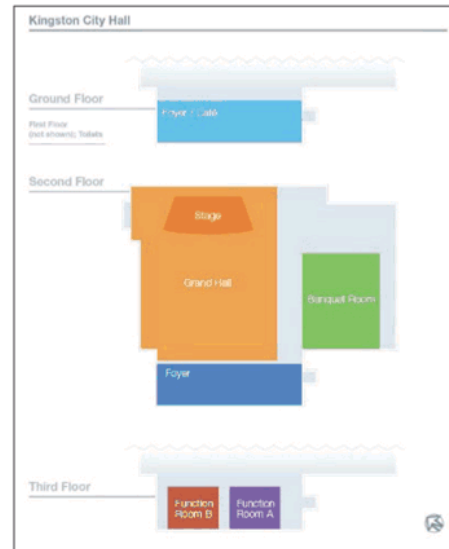 Kingston City Hall
Ground Floor
First Floor
(not shown): Toilets
Foyer / Café
Second Floor
Stage
Grand Hall
Banquet Room
Foyer
Third Floor
Function
Room B
Function
Room A